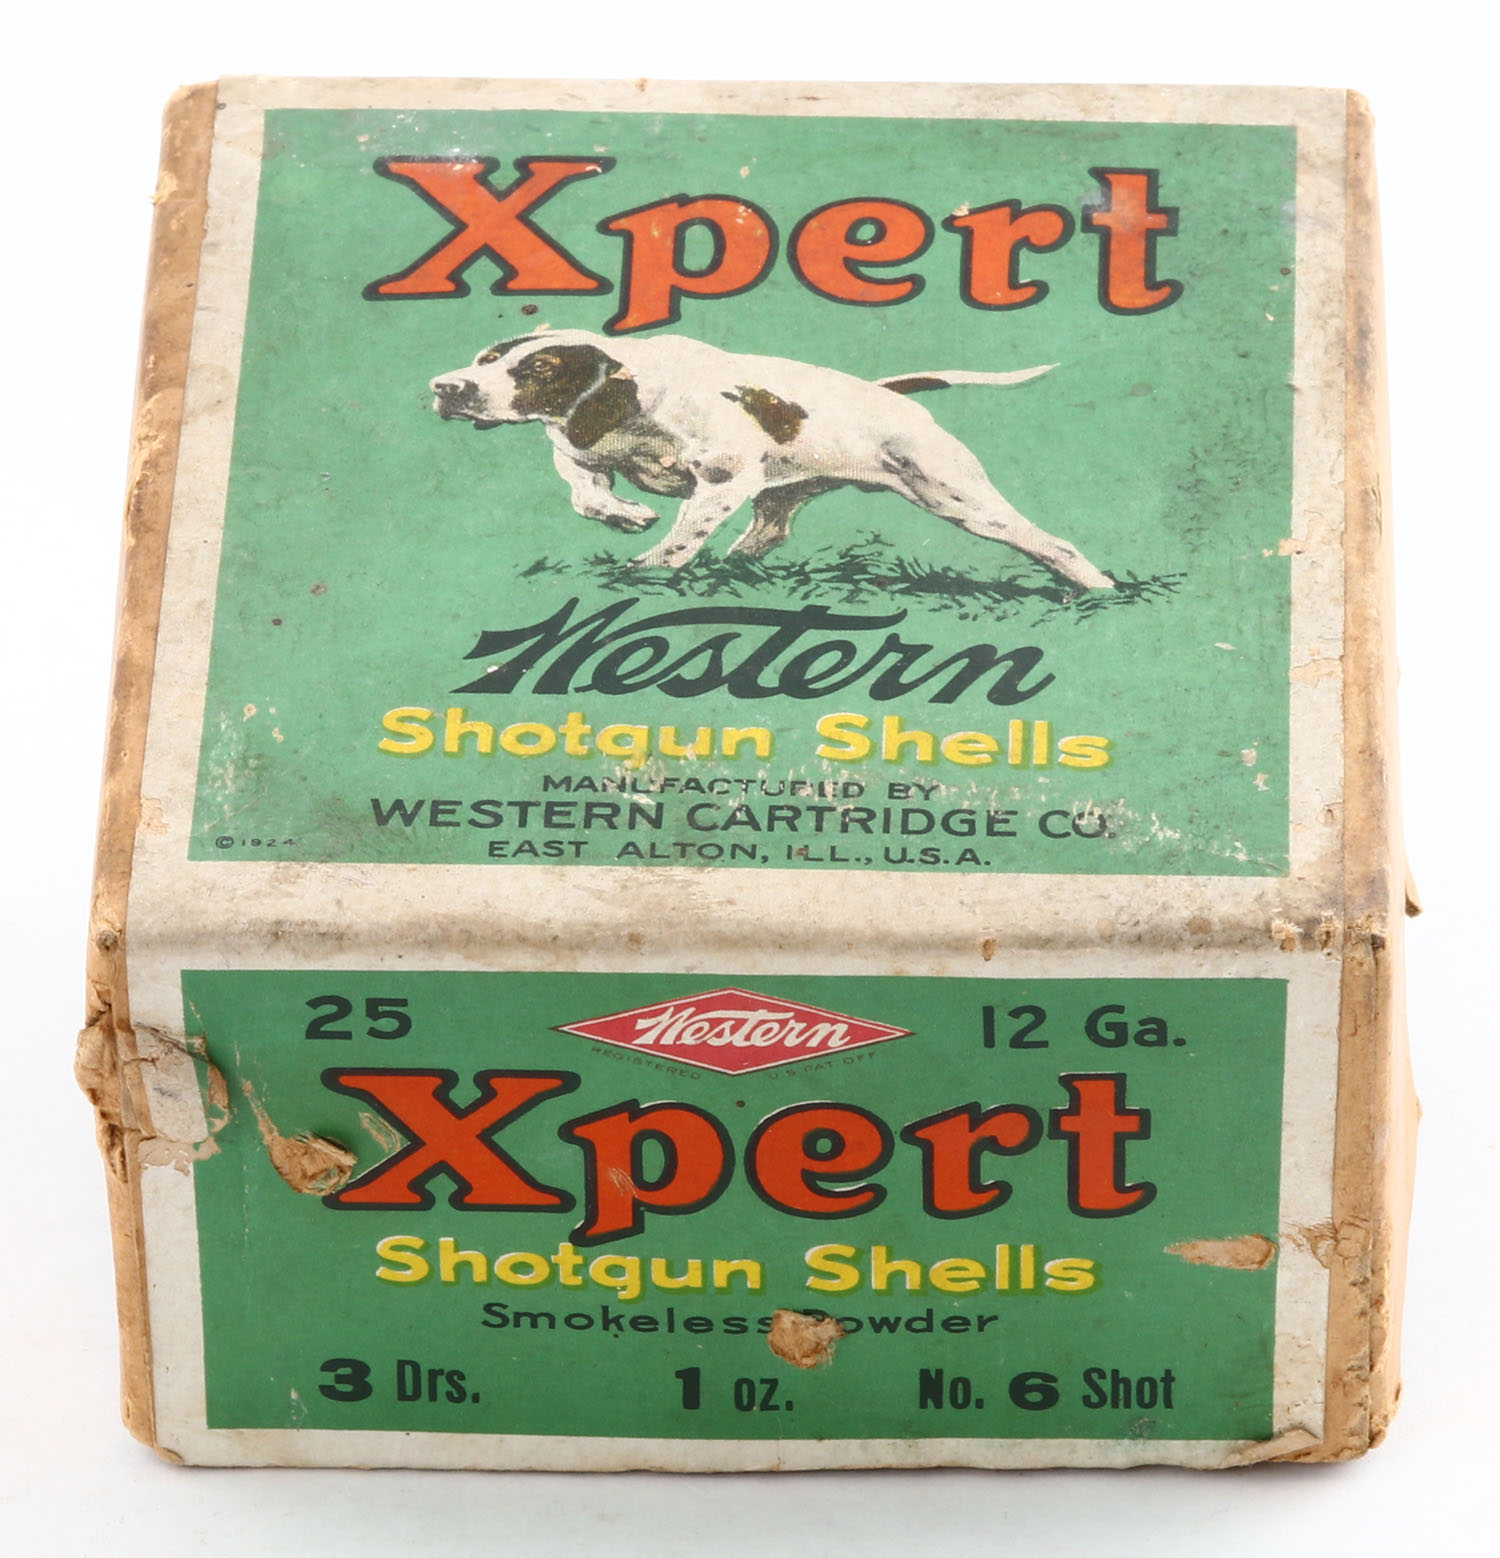 Xpert
Western
Shotgun Shells
MANUFACTURED BY
WESTERN CARTRIDGE CO.
EAST ALTON, ILL., U.S.A.
©1924
25
Western
12 Ga.
REGISTERED U.S. PAT. OFF.
Xpert
Shotgun Shells
Smokeless Powder
3 Drs. 1 oz. No. 6 Shot